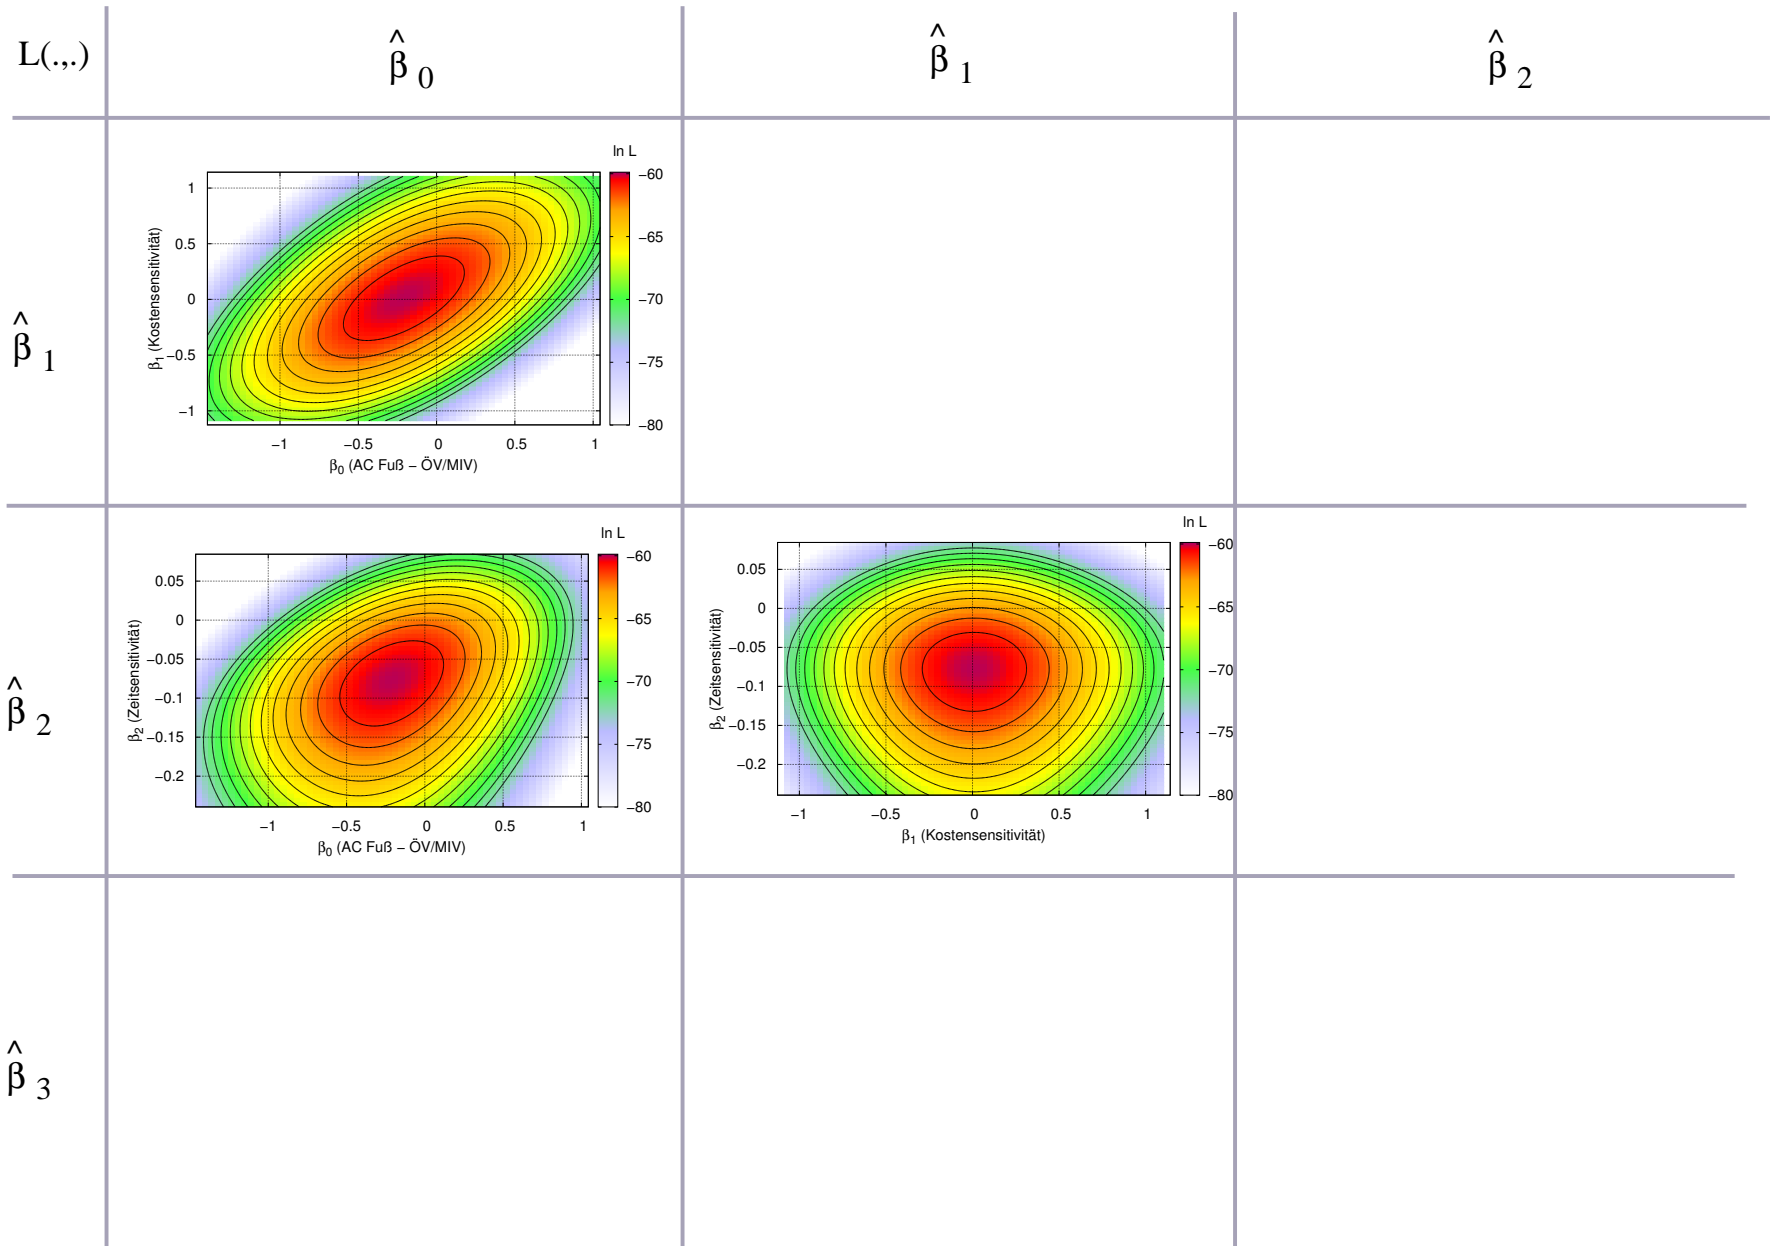 L(.,.)
β̂ 0
β̂ 1
β̂ 2
β̂ 1
ln L
1
0.5
0
−0.5
−1
β1 (Kostensensitivität)
−1 −0.5 0 0.5 1
β0 (AC Fuß − ÖV/MIV)
−60
−65
−70
−75
−80
β̂ 2
ln L
0.05
0
−0.05
−0.1
−0.15
−0.2
β2 (Zeitsensitivität)
−1 −0.5 0 0.5 1
β0 (AC Fuß − ÖV/MIV)
−60
−65
−70
−75
−80
ln L
0.05
0
−0.05
−0.1
−0.15
−0.2
β2 (Zeitsensitivität)
−1 −0.5 0 0.5 1
β1 (Kostensensitivität)
−60
−65
−70
−75
−80
β̂ 3